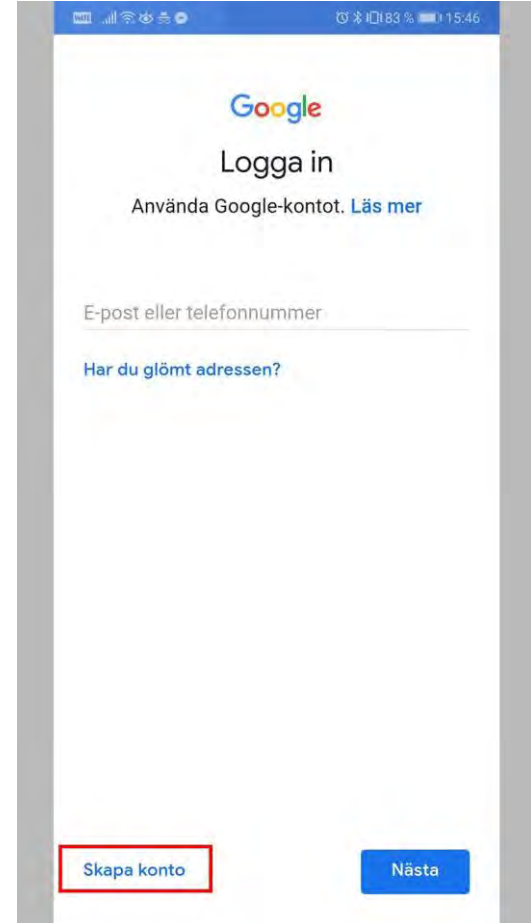 83 % 15:46
Google
Logga in
Använda Google-kontot. Läs mer
E-post eller telefonnummer
Har du glömt adressen?
Skapa konto
Nästa